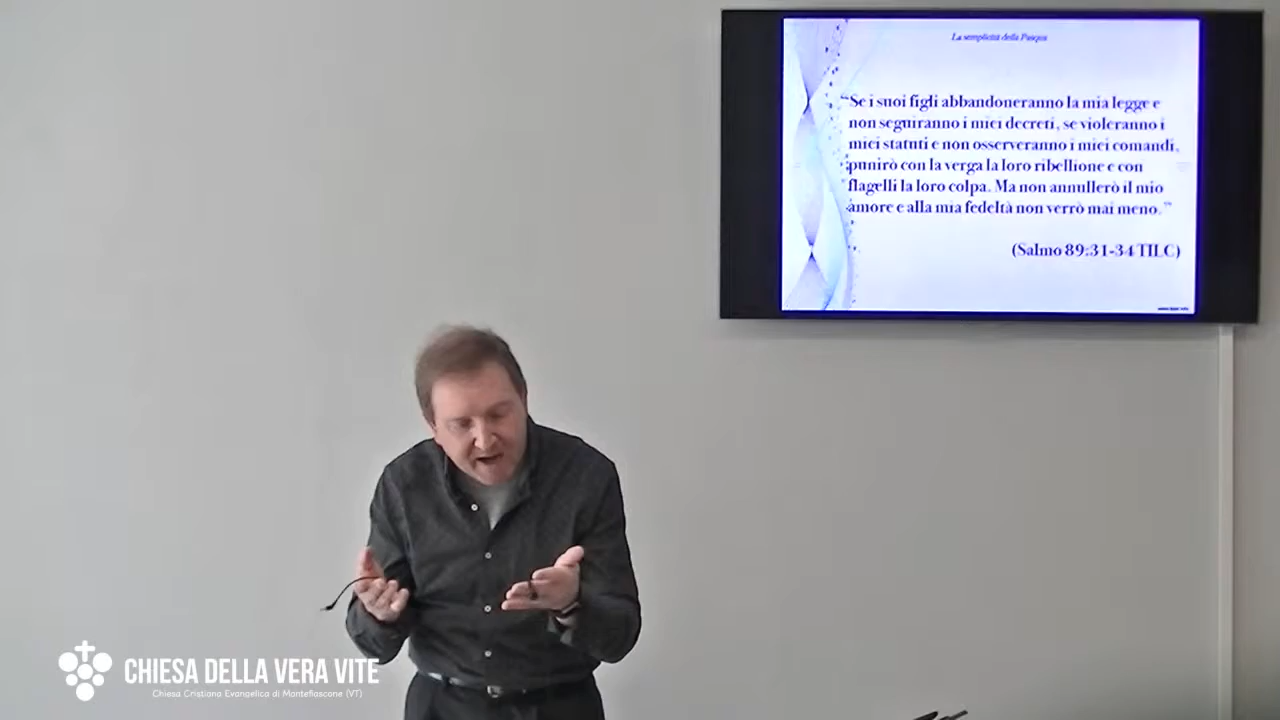 La semplicità della Pasqua
“Se i suoi figli abbandoneranno la mia legge e
non seguiranno i miei decreti, se violeranno i
miei statuti e non osserveranno i miei comandi,
punirò con la verga la loro ribellione e con
flagelli la loro colpa. Ma non annullerò il mio
amore e alla mia fedeltà non verrò mai meno.”
(Salmo 89:31-34 TILC)
CHIESA DELLA VERA VITE
Chiesa Cristiana Evangelica di Montefiascone (VT)